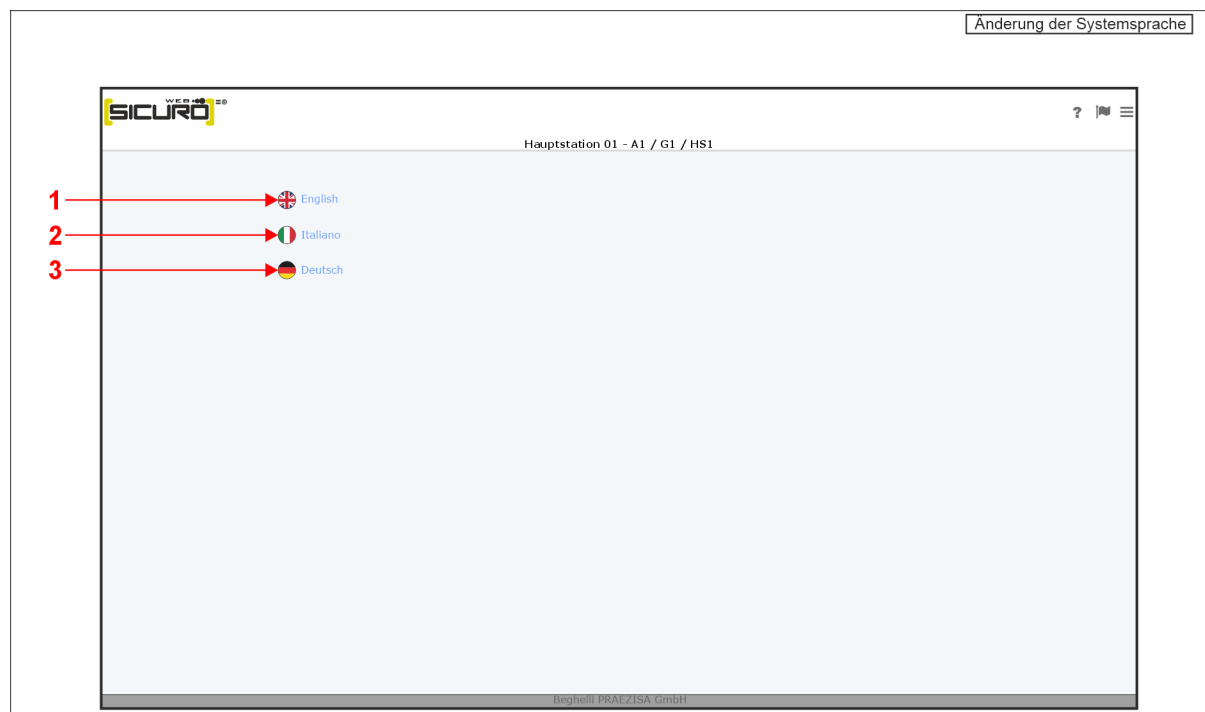 Änderung der Systemsprache
WEB
SICURO
?
Hauptstation 01 - A1 / G1 / HS1
1 English
2 Italiano
3 Deutsch
Beghelli PRAEZISA GmbH